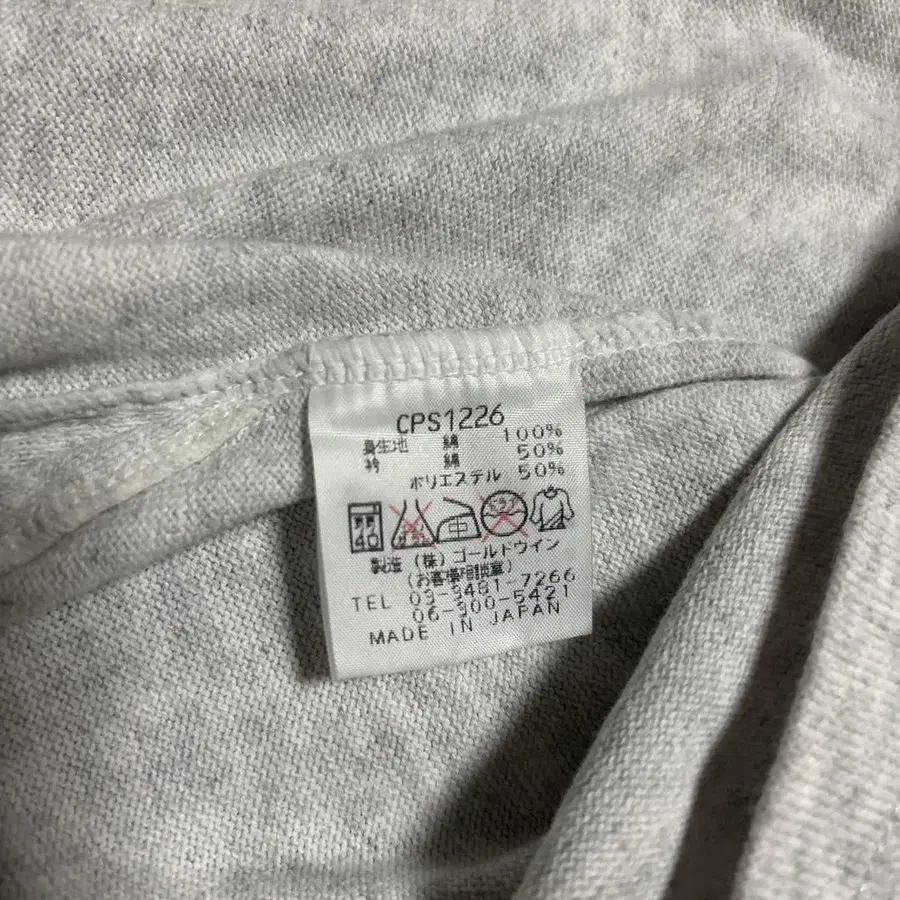 CPS1226
身生地 綿 100%
衿 綿 50%
ポリエステル 50%
40
製造 (株)ゴールドウイン
(お客様相談室)
TEL 03-3481-7266
06-300-5421
MADE IN JAPAN